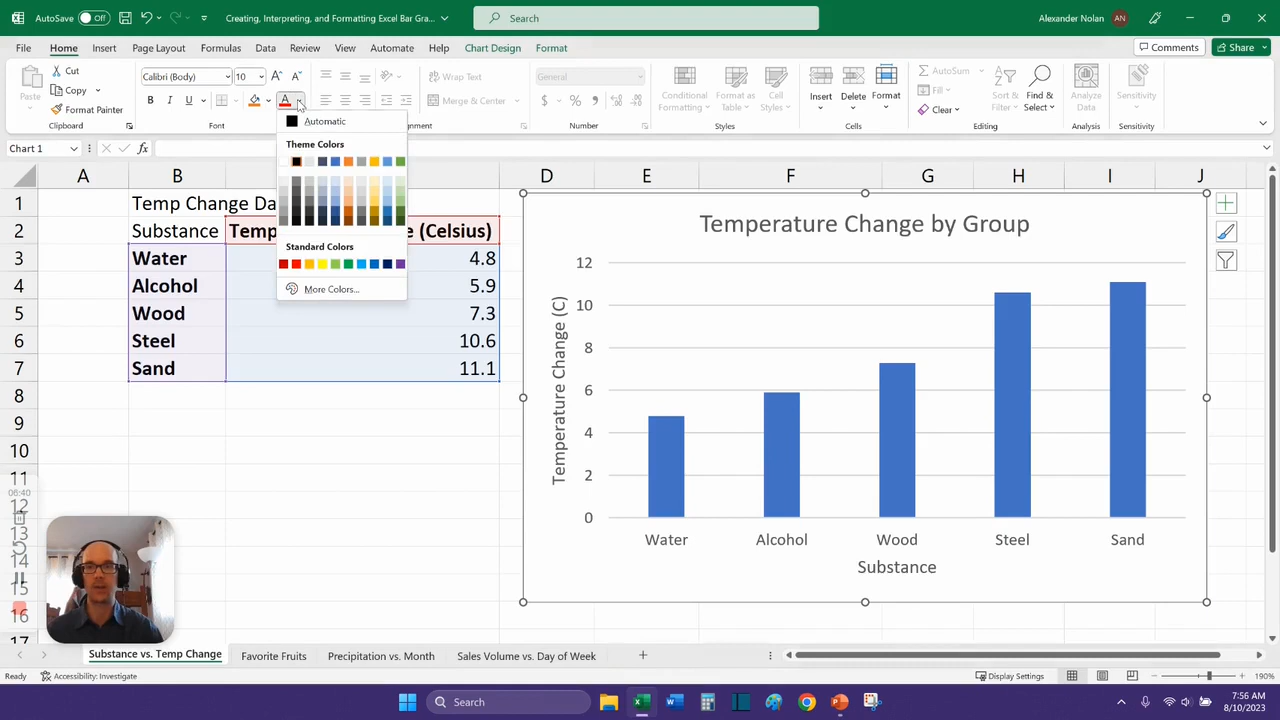 AutoSave Off
Creating, Interpreting, and Formatting Excel Bar Gra...
Search
Alexander Nolan AN
File Home Insert Page Layout Formulas Data Review View Automate Help Chart Design Format
Comments Share
Paste
Cut
Copy
Format Painter
Clipboard
Calibri (Body) 10
B I U
Font
Wrap Text
Merge & Center
General
$ % 9
Number
Conditional Formatting
Format as Table
Cell Styles
Styles
Insert Delete Format
Cells
AutoSum
Fill
Clear
Sort & Filter
Find & Select
Editing
Analyze Data
Analysis
Sensitivity
Sensitivity
Automatic
Theme Colors
Standard Colors
More Colors...
Chart 1
fx
A B D E F G H I J
1 Temp Change Da
2 Substance Temp (Celsius)
3 Water 4.8
4 Alcohol 5.9
5 Wood 7.3
6 Steel 10.6
7 Sand 11.1
8
9
10
11
06:40
12
13
14
15
16
17
Temperature Change by Group
Temperature Change (C)
12
10
8
6
4
2
0
Water Alcohol Wood Steel Sand
Substance
Substance vs. Temp Change Favorite Fruits Precipitation vs. Month Sales Volume vs. Day of Week
Ready Accessibility: Investigate
Display Settings
190%
Search
7:56 AM
8/10/2023